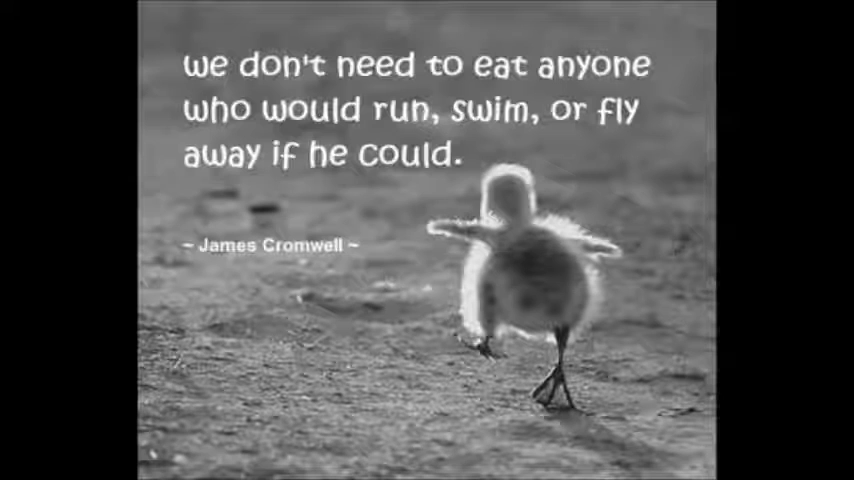 we don't need to eat anyone
who would run, swim, or fly
away if he could.
~ James Cromwell ~